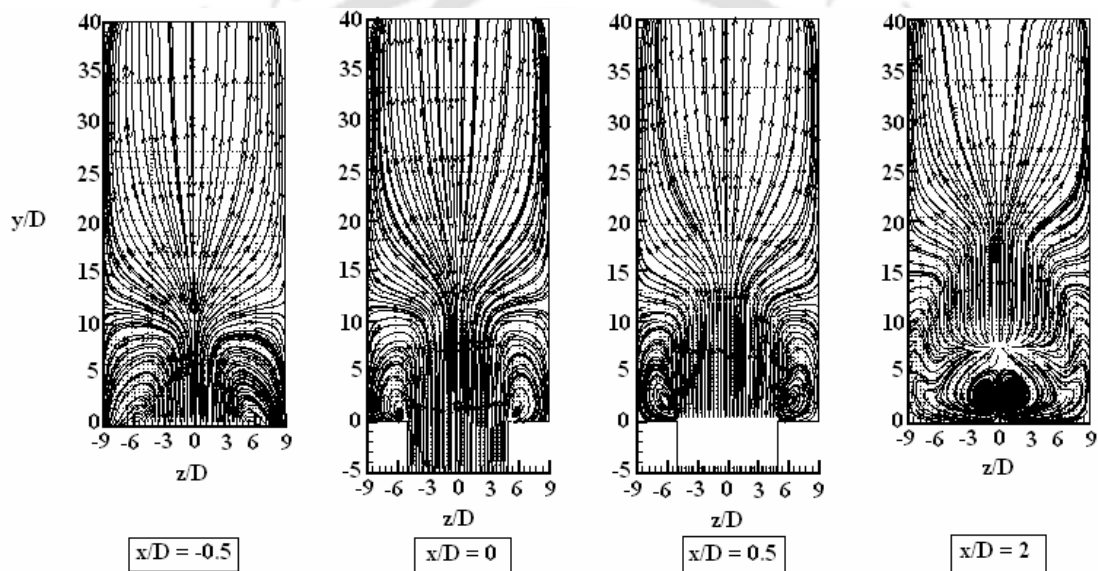 40 40 40 40
35 35 35 35
30 30 30 30
25 25 25 25
y/D 20 20 20 20
15 15 15 15
10 10 10 10
5 5 5 5
0 0 0 0
-9 -6 -3 0 3 6 9 -5 -5 -9 -6 -3 0 3 6 9
z/D -9 -6 -3 0 3 6 9 -9 -6 -3 0 3 6 9 z/D
z/D z/D
x/D = -0.5 x/D = 0 x/D = 0.5 x/D = 2